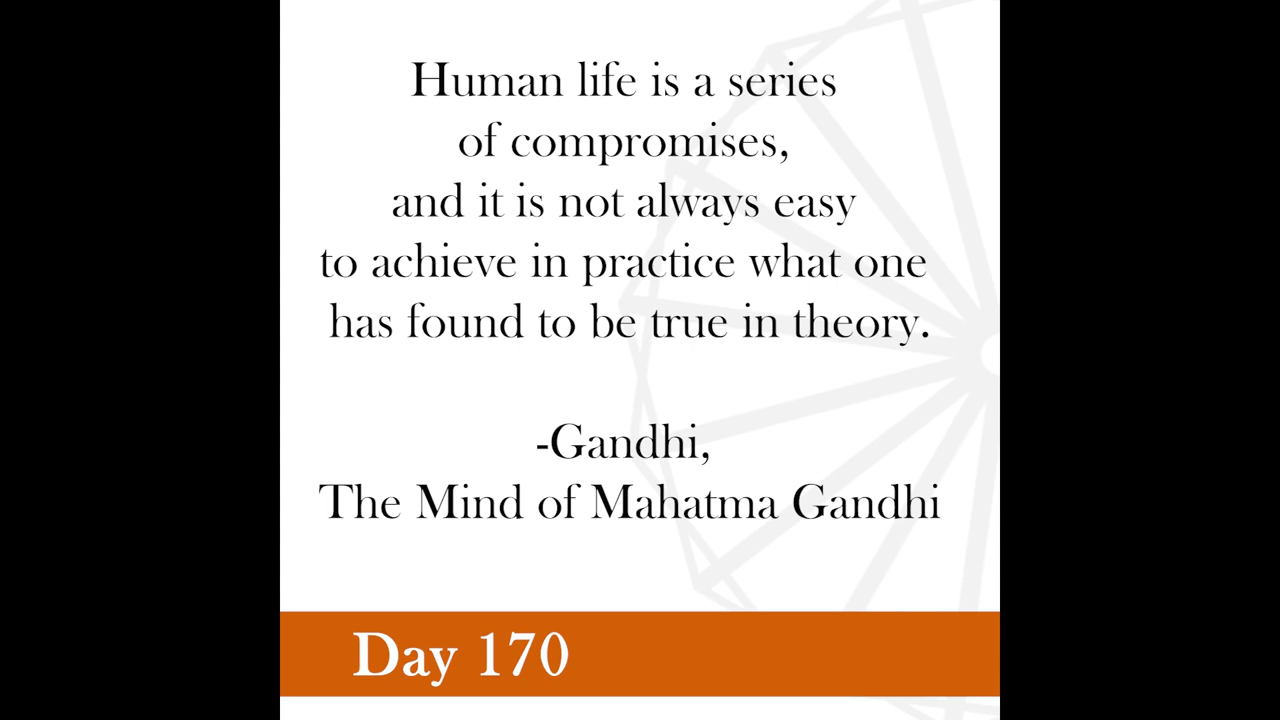 Human life is a series
of compromises,
and it is not always easy
to achieve in practice what one
has found to be true in theory.
-Gandhi,
The Mind of Mahatma Gandhi
Day 170